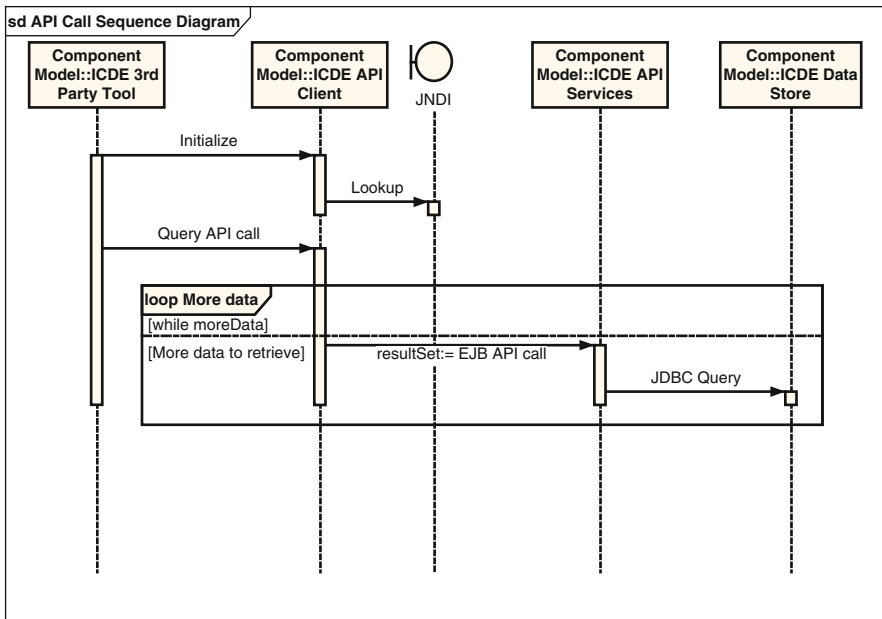 sd API Call Sequence Diagram
Component
Model::ICDE 3rd
Party Tool
Component
Model::ICDE API
Client
JNDI
Component
Model::ICDE API
Services
Component
Model::ICDE Data
Store
Initialize
Lookup
Query API call
loop More data
[while moreData]
[More data to retrieve]
resultSet:= EJB API call
JDBC Query